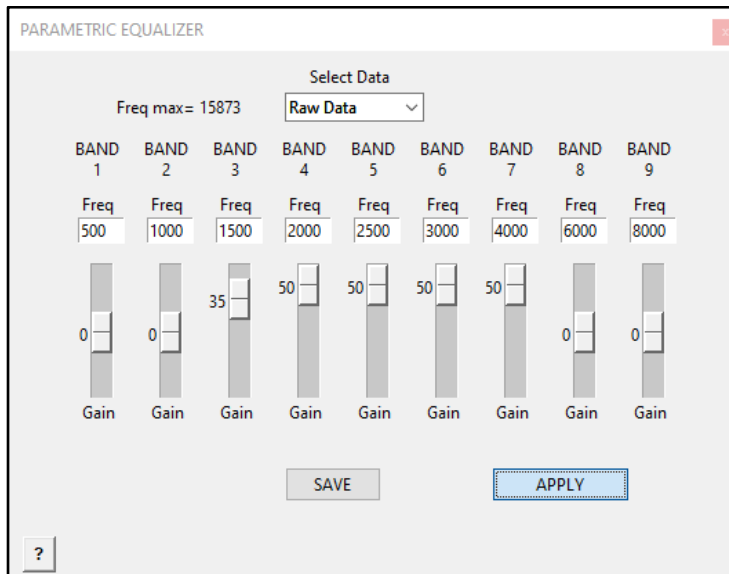 PARAMETRIC EQUALIZER
x
Select Data
Freq max= 15873 Raw Data
BAND BAND BAND BAND BAND BAND BAND BAND BAND
1 2 3 4 5 6 7 8 9
Freq Freq Freq Freq Freq Freq Freq Freq Freq
500 1000 1500 2000 2500 3000 4000 6000 8000
35 50 50 50 50
0 0 0 0
Gain Gain Gain Gain Gain Gain Gain Gain Gain
SAVE APPLY
?